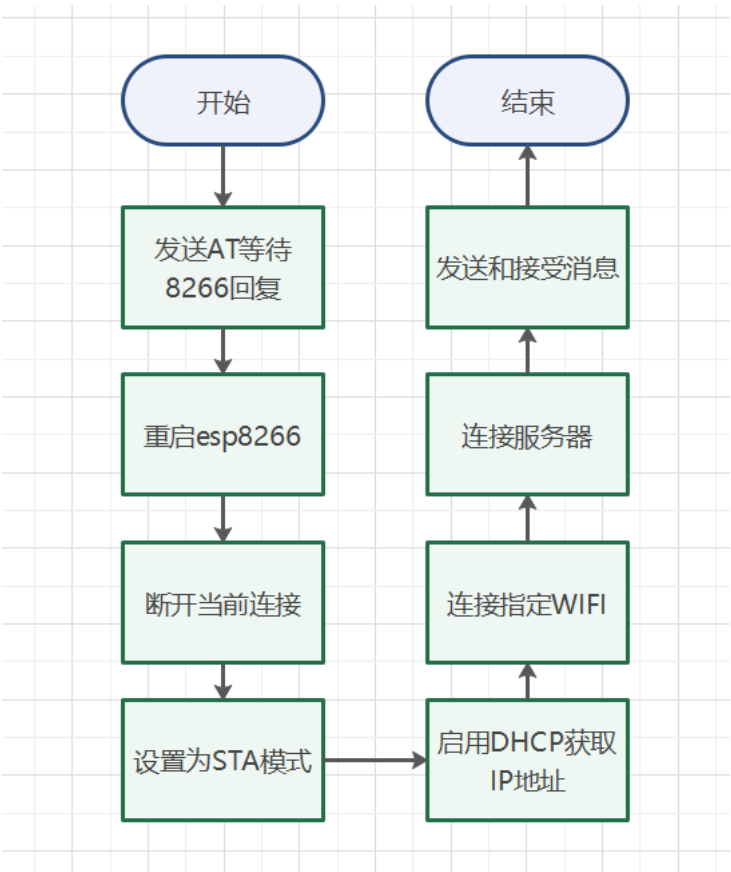 开始
发送AT等待
8266回复
重启esp8266
断开当前连接
设置为STA模式
启用DHCP获取
IP地址
连接指定WIFI
连接服务器
发送和接受消息
结束